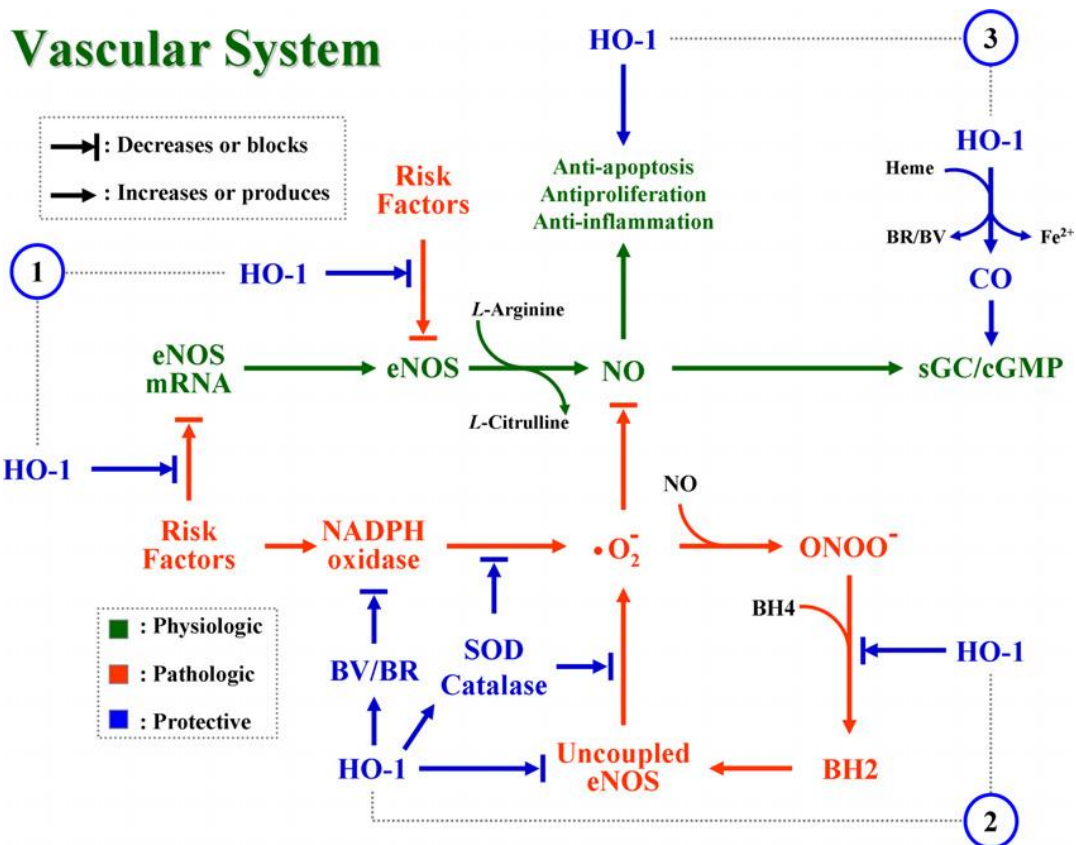 Vascular System
HO-1
3
: Decreases or blocks
: Increases or produces
Risk
Factors
Anti-apoptosis
Antiproliferation
Anti-inflammation
HO-1
Heme
BR/BV
Fe²⁺
1
HO-1
CO
L-Arginine
eNOS
mRNA
eNOS
NO
sGC/cGMP
L-Citrulline
HO-1
NO
Risk
Factors
NADPH
oxidase
•O₂⁻
ONOO⁻
BH4
: Physiologic
: Pathologic
: Protective
BV/BR
SOD
Catalase
HO-1
HO-1
Uncoupled
eNOS
BH2
2